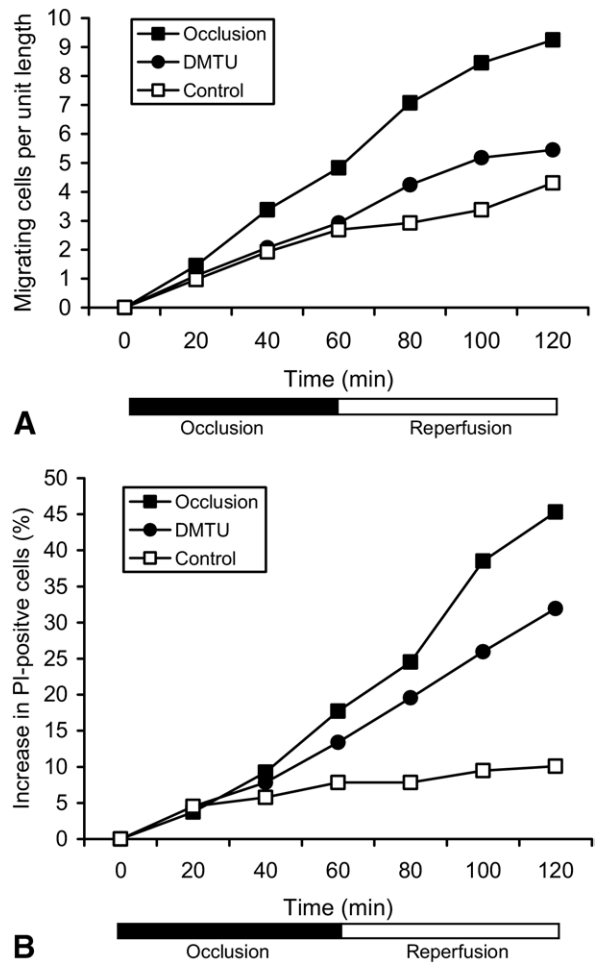 A
Migrating cells per unit length
10
9
8
7
6
5
4
3
2
1
0
Occlusion
DMTU
Control
0 20 40 60 80 100 120
Time (min)
Occlusion Reperfusion
B
Increase in PI-positve cells (%)
50
45
40
35
30
25
20
15
10
5
0
Occlusion
DMTU
Control
0 20 40 60 80 100 120
Time (min)
Occlusion Reperfusion